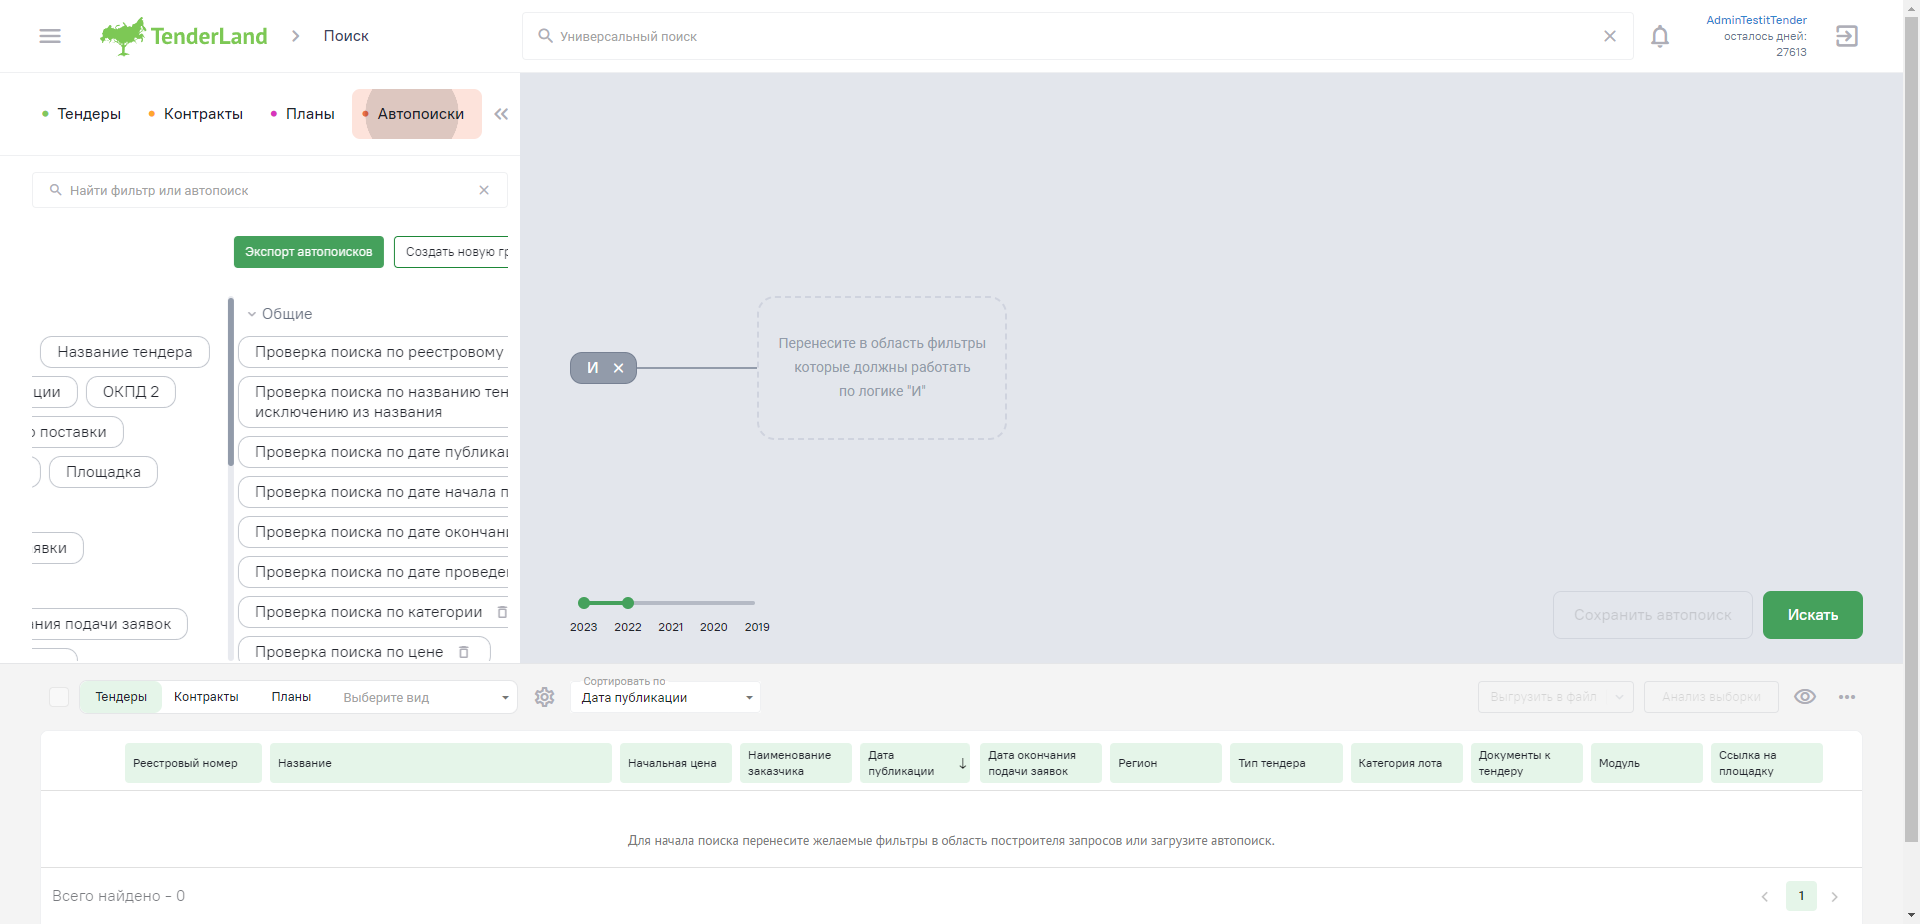 TenderLand
Поиск
Универсальный поиск
AdminTestitTender
осталось дней:
27613
Тендеры
Контракты
Планы
Автопоиски
Найти фильтр или автопоиск
Экспорт автопоисков
Создать новую гр
Общие
Название тендера
Проверка поиска по реестровому
ции
ОКПД 2
Проверка поиска по названию тен
исключению из названия
о поставки
Проверка поиска по дате публикац
Площадка
Проверка поиска по дате начала п
Проверка поиска по дате окончани
явки
Проверка поиска по дате проведе
Проверка поиска по категории
ания подачи заявок
Проверка поиска по цене
И
Перенесите в область фильтры
которые должны работать
по логике "И"
2023 2022 2021 2020 2019
Сохранить автопоиск
Искать
Тендеры
Контракты
Планы
Выберите вид
Сортировать по
Дата публикации
Выгрузить в файл
Анализ выборки
Реестровый номер
Название
Начальная цена
Наименование
заказчика
Дата
публикации
Дата окончания
подачи заявок
Регион
Тип тендера
Категория лота
Документы к
тендеру
Модуль
Ссылка на
площадку
Для начала поиска перенесите желаемые фильтры в область построителя запросов или загрузите автопоиск.
Всего найдено - 0
1